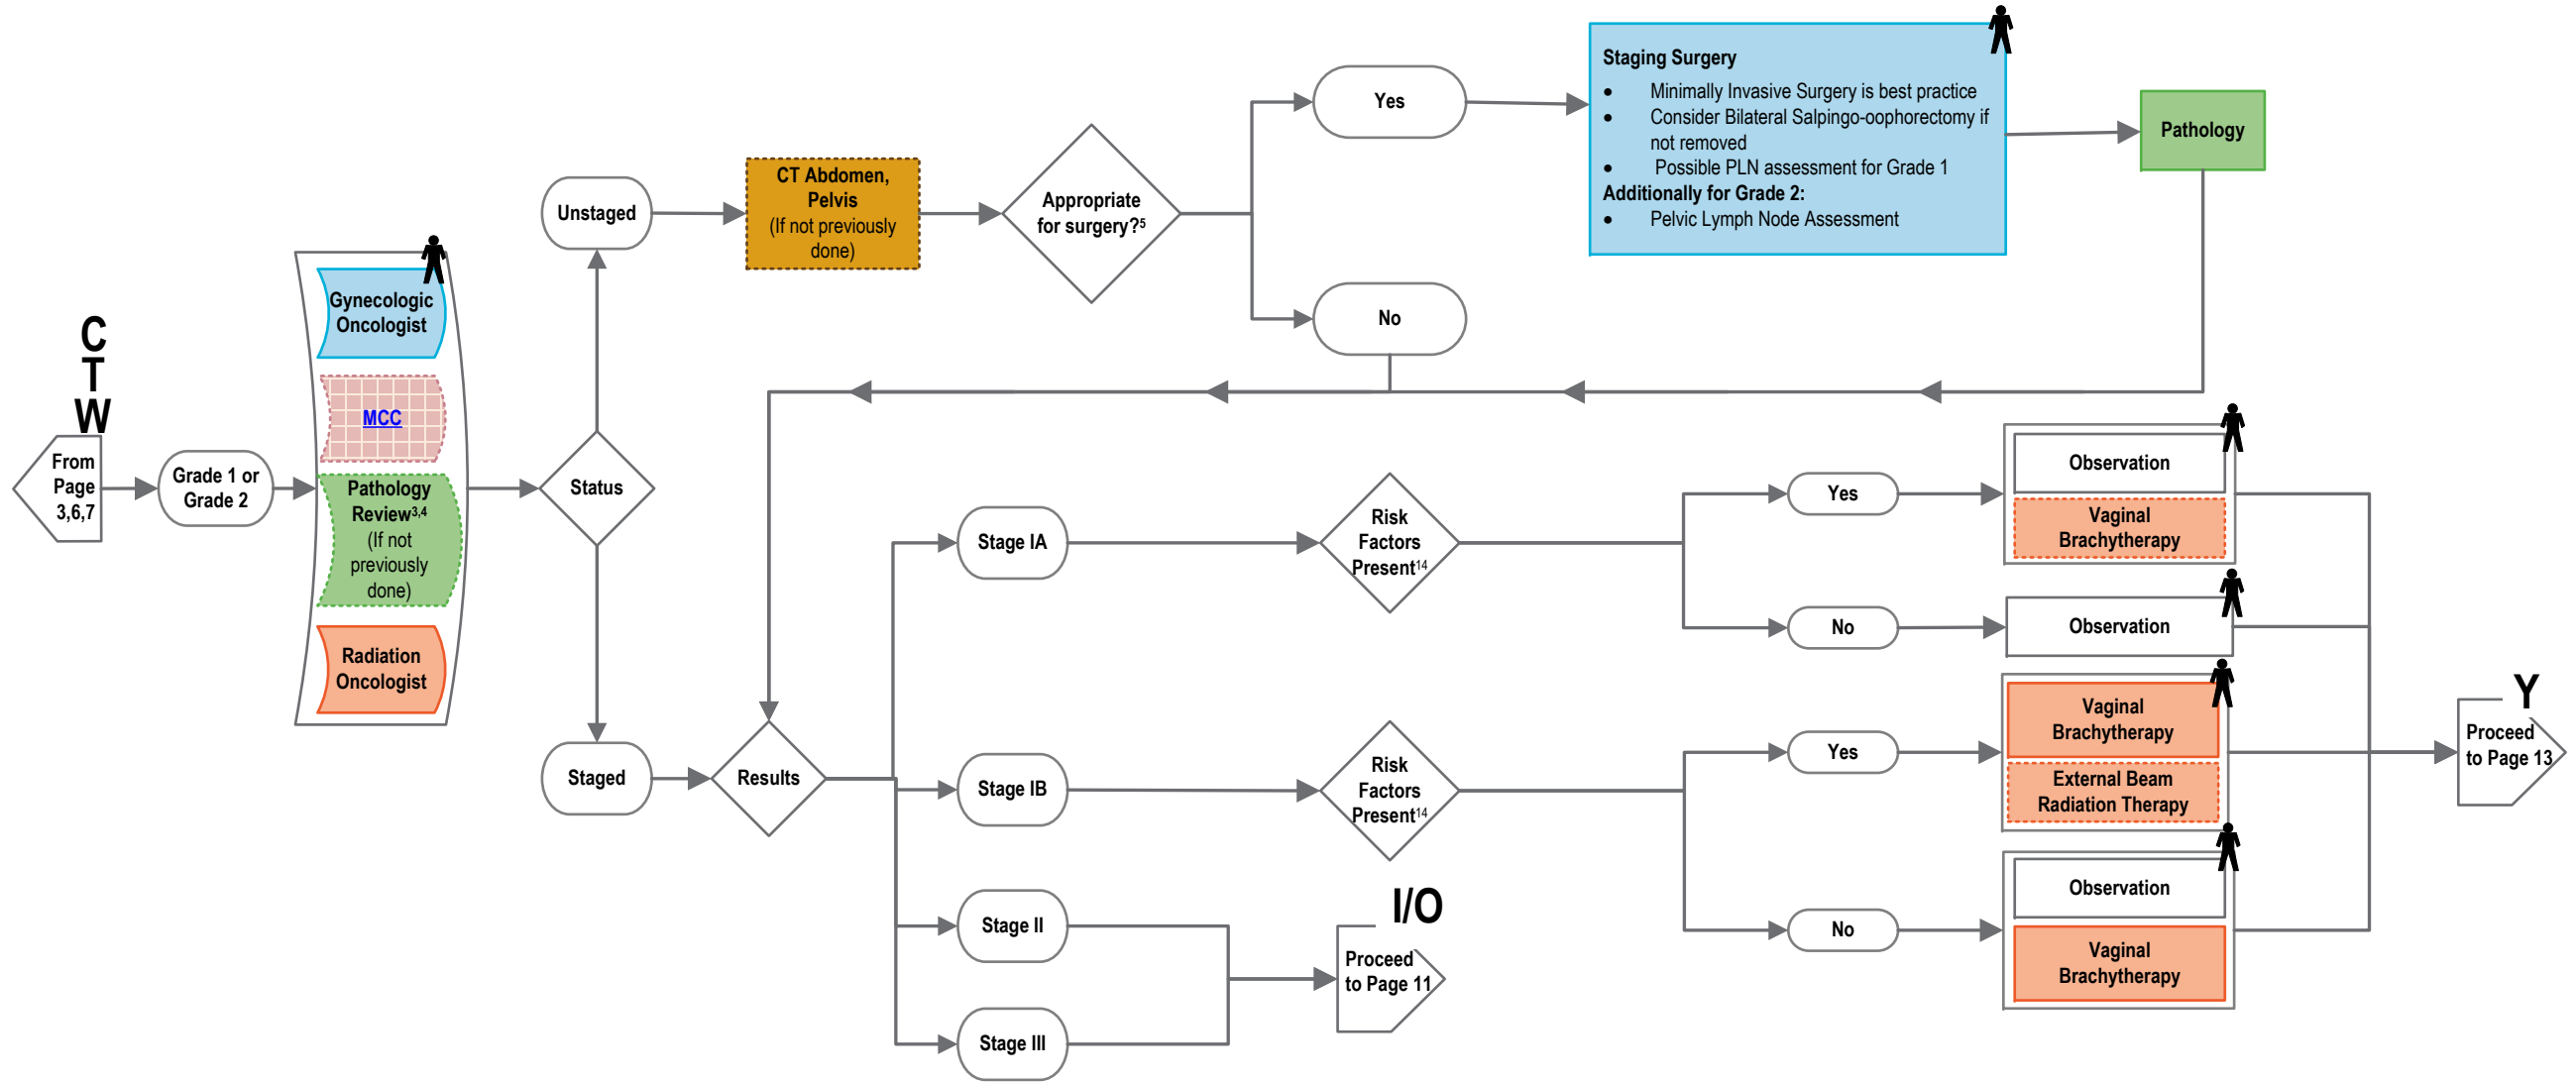 C
T
W
From
Page
3,6,7
Grade 1 or
Grade 2
Gynecologic
Oncologist
MCC
Pathology
Review3,4
(If not
previously
done)
Radiation
Oncologist
Status
Unstaged
CT Abdomen,
Pelvis
(If not previously
done)
Appropriate
for surgery?5
Yes
No
Staging Surgery
• Minimally Invasive Surgery is best practice
• Consider Bilateral Salpingo-oophorectomy if
not removed
• Possible PLN assessment for Grade 1
Additionally for Grade 2:
• Pelvic Lymph Node Assessment
Pathology
Staged
Results
Stage IA
Risk
Factors
Present14
Yes
Observation
Vaginal
Brachytherapy
No
Observation
Stage IB
Risk
Factors
Present14
Yes
Vaginal
Brachytherapy
External Beam
Radiation Therapy
No
Observation
Vaginal
Brachytherapy
Stage II
Stage III
I/O
Proceed
to Page 11
Y
Proceed
to Page 13